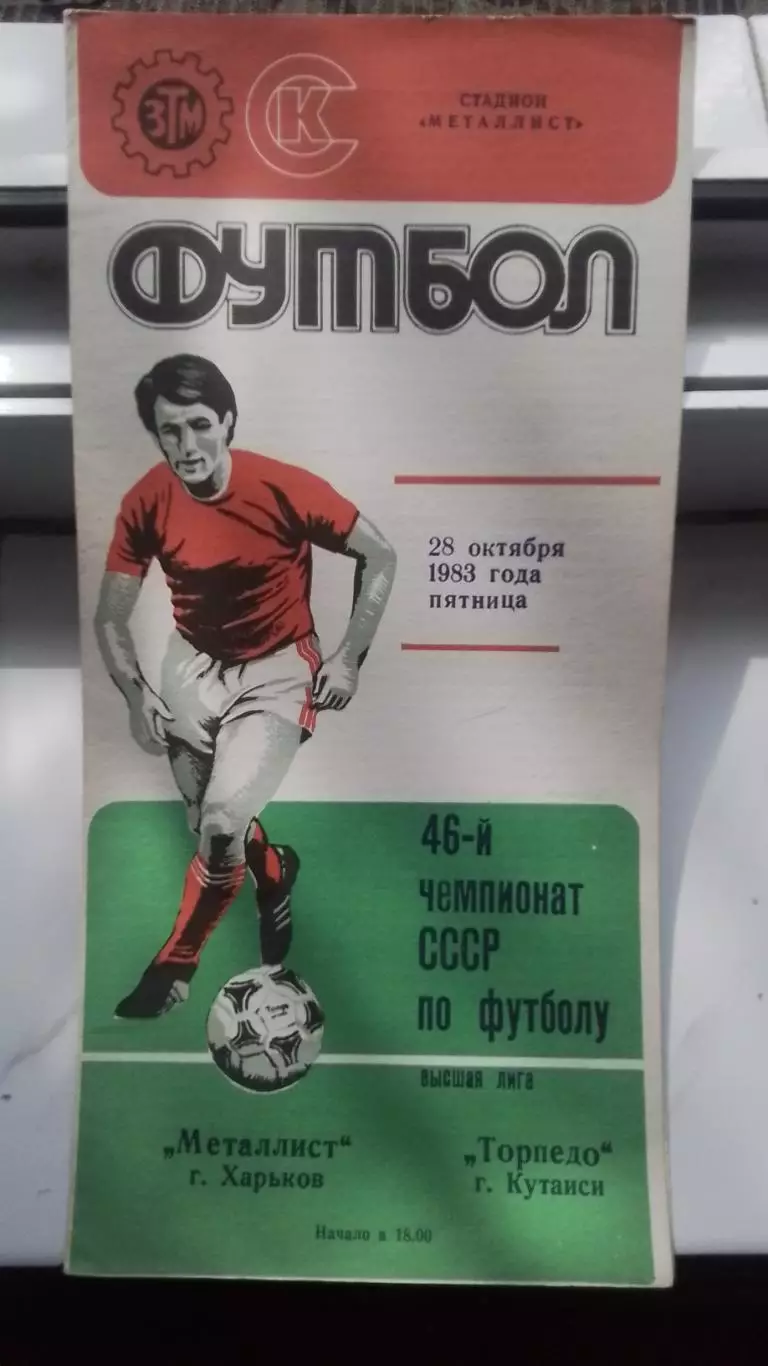 ЗТМ
СК
СТАДИОН
«МЕТАЛЛИСТ»
ФУТБОЛ
28 октября
1983 года
пятница
46-й
чемпионат
СССР
по футболу
высшая лига
„Металлист“
г. Харьков
„Торпедо“
г. Кутаиси
Начало в 18.00